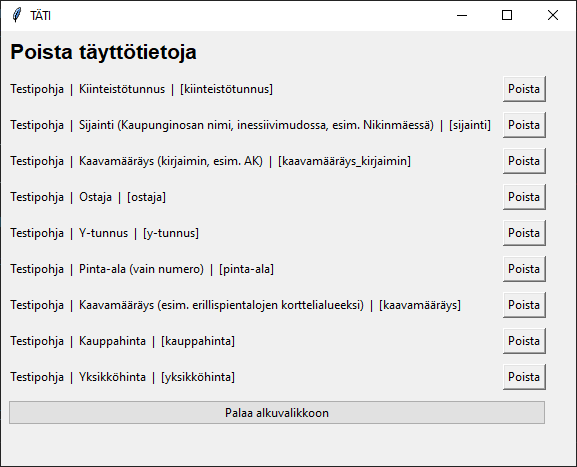 TÄTI
Poista täyttötietoja
Testipohja | Kiinteistötunnus | [kiinteistötunnus] Poista
Testipohja | Sijainti (Kaupunginosan nimi, inessiivimudossa, esim. Nikinmäessä) | [sijainti] Poista
Testipohja | Kaavamääräys (kirjaimin, esim. AK) | [kaavamääräys_kirjaimin] Poista
Testipohja | Ostaja | [ostaja] Poista
Testipohja | Y-tunnus | [y-tunnus] Poista
Testipohja | Pinta-ala (vain numero) | [pinta-ala] Poista
Testipohja | Kaavamääräys (esim. erillispientalojen korttelialueeksi) | [kaavamääräys] Poista
Testipohja | Kauppahinta | [kauppahinta] Poista
Testipohja | Yksikköhinta | [yksikköhinta] Poista
Palaa alkuvalikkoon